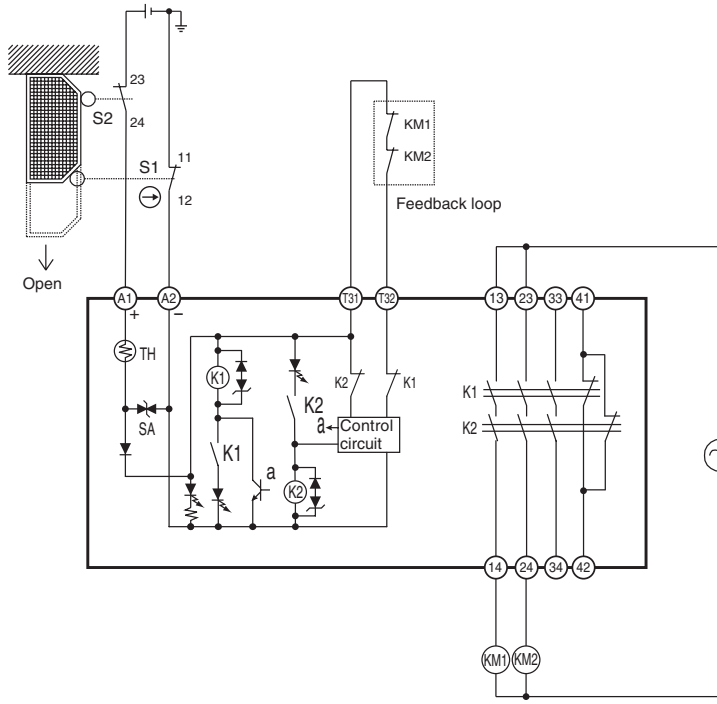 23
S2
24
S1
11
12
Open
KM1
KM2
Feedback loop
A1
A2
T31
T32
13
23
33
41
+
−
TH
SA
K1
K1
a
K2
K2
K2
K1
a
Control
circuit
K1
K2
14
24
34
42
KM1
KM2